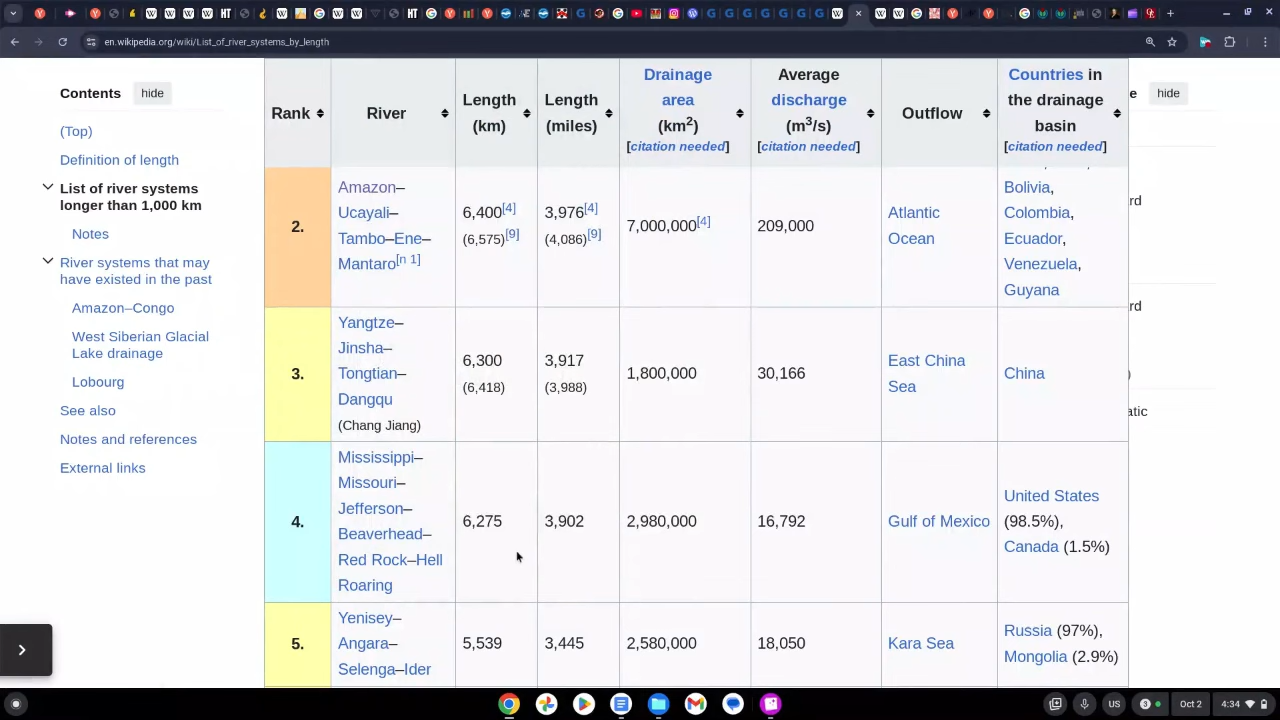 en.wikipedia.org/wiki/List_of_river_systems_by_length
Contents
hide
(Top)
Definition of length
List of river systems
longer than 1,000 km
Notes
River systems that may
have existed in the past
Amazon–Congo
West Siberian Glacial
Lake drainage
Lobourg
See also
Notes and references
External links
Rank
River
Length
(km)
Length
(miles)
Drainage
area
(km2)
[citation needed]
Average
discharge
(m3/s)
[citation needed]
Outflow
Countries in
the drainage
basin
[citation needed]
2.
Amazon–
Ucayali–
Tambo–Ene–
Mantaro[n 1]
6,400[4]
(6,575)[9]
3,976[4]
(4,086)[9]
7,000,000[4]
209,000
Atlantic
Ocean
Bolivia,
Colombia,
Ecuador,
Venezuela,
Guyana
3.
Yangtze–
Jinsha–
Tongtian–
Dangqu
(Chang Jiang)
6,300
(6,418)
3,917
(3,988)
1,800,000
30,166
East China
Sea
China
4.
Mississippi–
Missouri–
Jefferson–
Beaverhead–
Red Rock–Hell
Roaring
6,275
3,902
2,980,000
16,792
Gulf of Mexico
United States
(98.5%),
Canada (1.5%)
5.
Yenisey–
Angara–
Selenga–Ider
5,539
3,445
2,580,000
18,050
Kara Sea
Russia (97%),
Mongolia (2.9%)
e
hide
rd
rd
)
atic
US
3
Oct 2
4:34